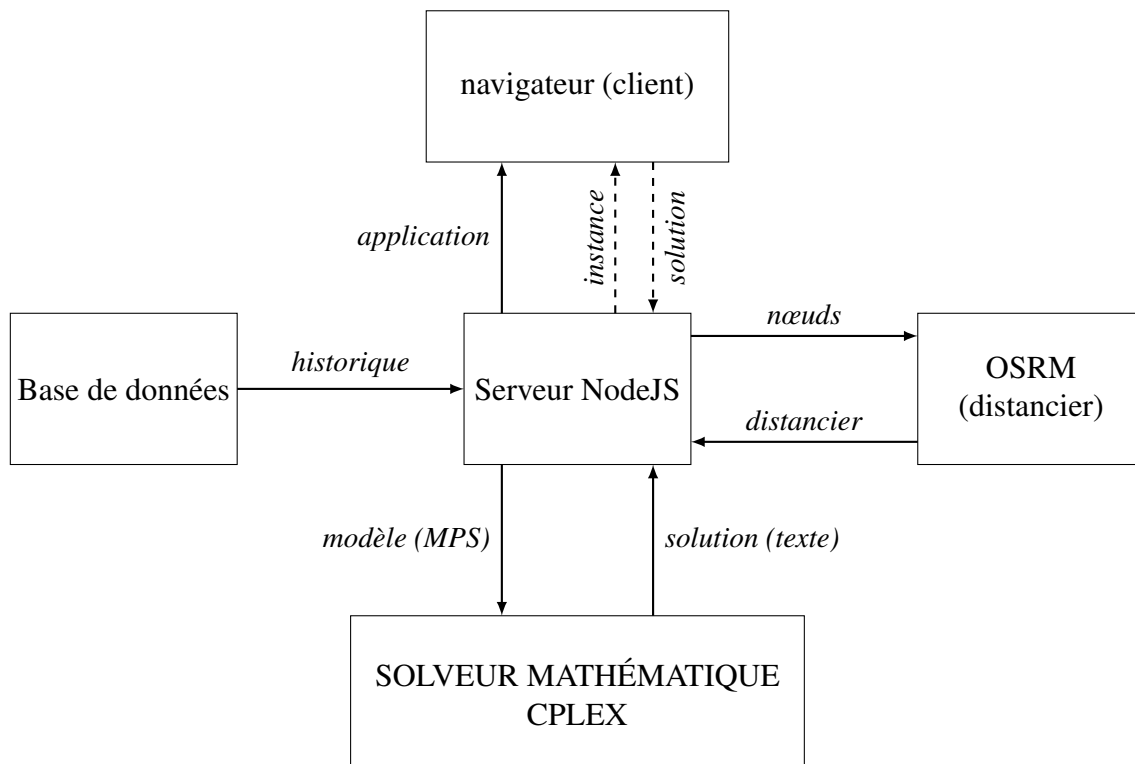 navigateur (client)
application
instance
solution
nœuds
Base de données
historique
Serveur NodeJS
OSRM
(distancier)
distancier
modèle (MPS)
solution (texte)
SOLVEUR MATHÉMATIQUE
CPLEX